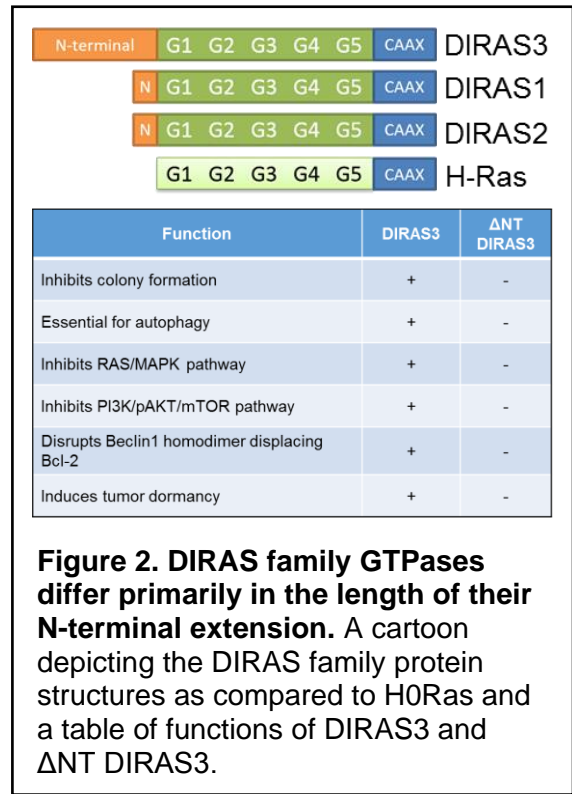 N-terminal G1 G2 G3 G4 G5 CAAX DIRAS3
N G1 G2 G3 G4 G5 CAAX DIRAS1
N G1 G2 G3 G4 G5 CAAX DIRAS2
G1 G2 G3 G4 G5 CAAX H-Ras
Function DIRAS3 ΔNT DIRAS3
Inhibits colony formation + -
Essential for autophagy + -
Inhibits RAS/MAPK pathway + -
Inhibits PI3K/pAKT/mTOR pathway + -
Disrupts Beclin1 homodimer displacing
Bcl-2 + -
Induces tumor dormancy + -
Figure 2. DIRAS family GTPases
differ primarily in the length of their
N-terminal extension. A cartoon
depicting the DIRAS family protein
structures as compared to H0Ras and
a table of functions of DIRAS3 and
ΔNT DIRAS3.